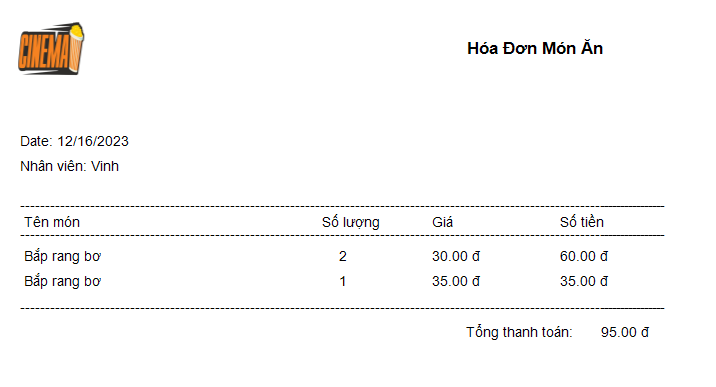 CINEMA
Hóa Đơn Món Ăn
Date: 12/16/2023
Nhân viên: Vinh
Tên món Số lượng Giá Số tiền
Bắp rang bơ 2 30.00 đ 60.00 đ
Bắp rang bơ 1 35.00 đ 35.00 đ
Tổng thanh toán: 95.00 đ